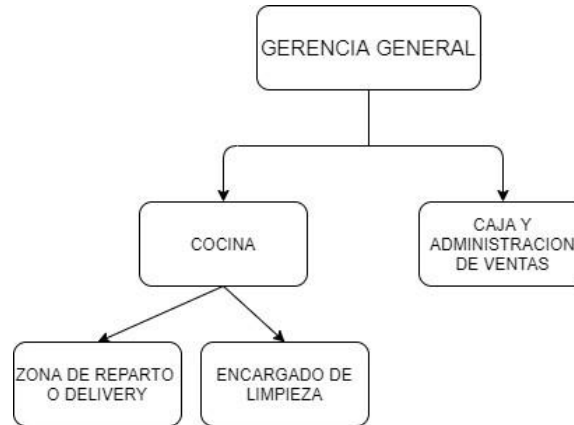 GERENCIA GENERAL
COCINA
CAJA Y
ADMINISTRACION
DE VENTAS
ZONA DE REPARTO
O DELIVERY
ENCARGADO DE
LIMPIEZA